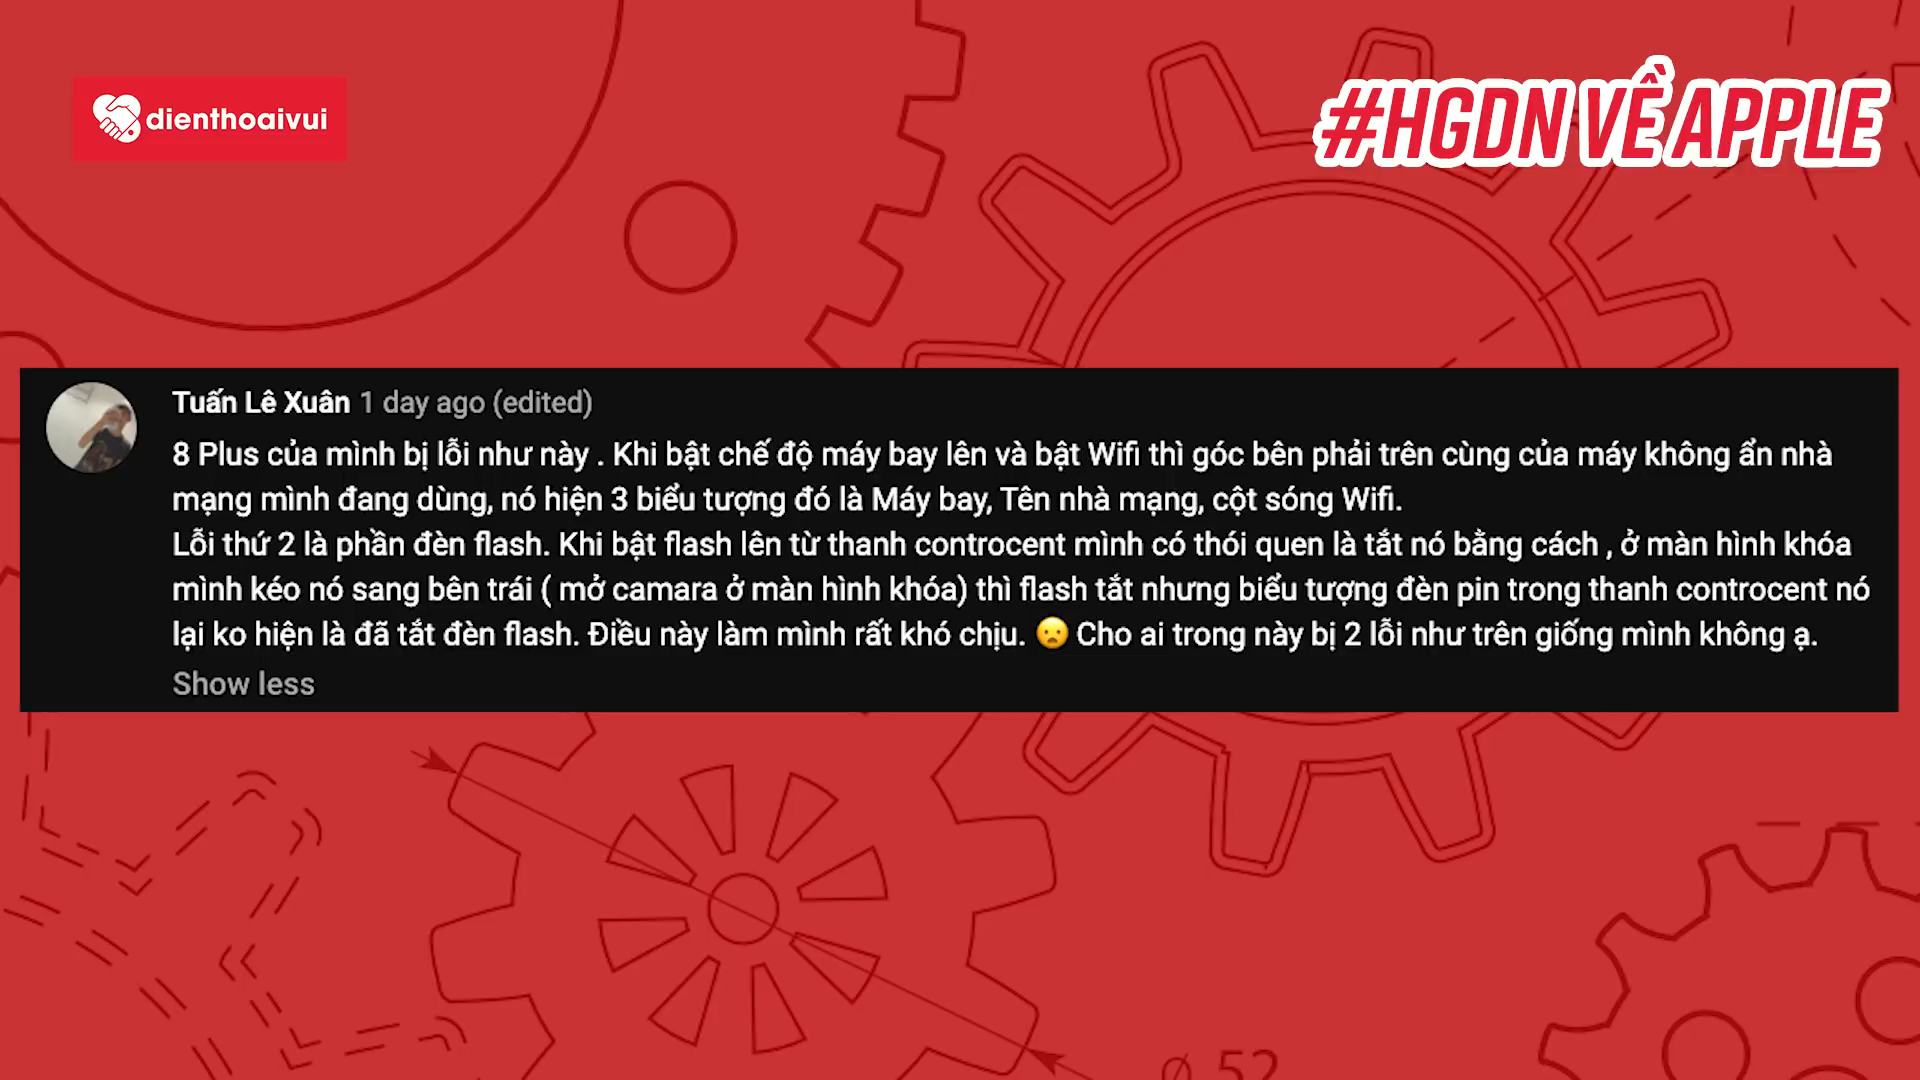 dienthoaivui
#HGDN VỀ APPLE
Tuấn Lê Xuân 1 day ago (edited)
8 Plus của mình bị lỗi như này . Khi bật chế độ máy bay lên và bật Wifi thì góc bên phải trên cùng của máy không ẩn nhà
mạng mình đang dùng, nó hiện 3 biểu tượng đó là Máy bay, Tên nhà mạng, cột sóng Wifi.
Lỗi thứ 2 là phần đèn flash. Khi bật flash lên từ thanh controcent mình có thói quen là tắt nó bằng cách , ở màn hình khóa
mình kéo nó sang bên trái ( mở camara ở màn hình khóa) thì flash tắt nhưng biểu tượng đèn pin trong thanh controcent nó
lại ko hiện là đã tắt đèn flash. Điều này làm mình rất khó chịu. 😦 Cho ai trong này bị 2 lỗi như trên giống mình không ạ.
Show less
Ø 52